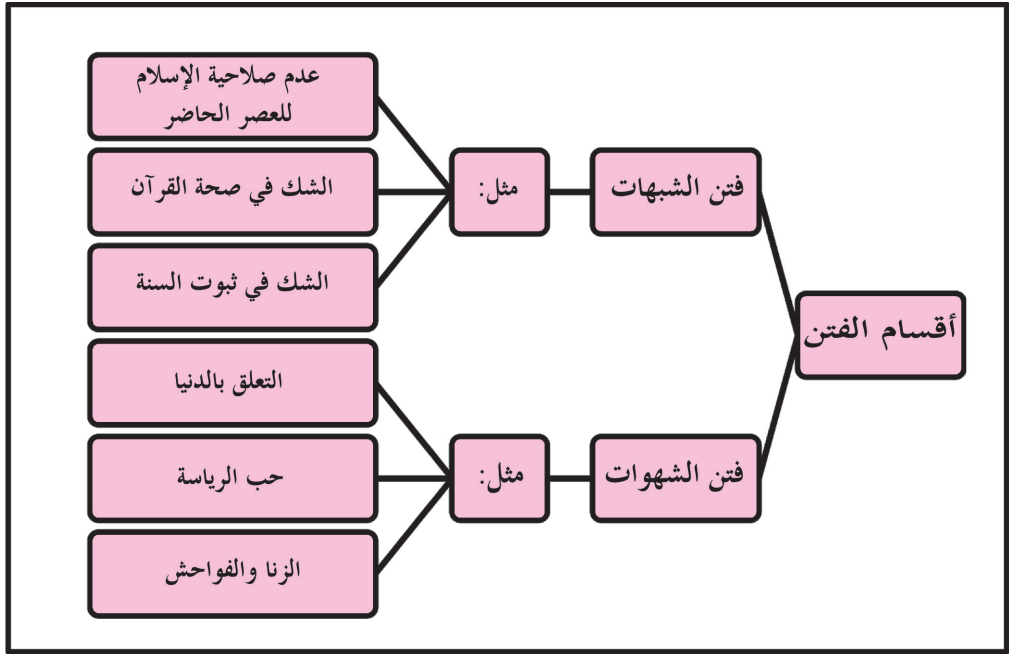 أقسام الفتن
فتن الشبهات
مثل:
عدم صلاحية الإسلام
للعصر الحاضر
الشك في صحة القرآن
الشك في ثبوت السنة
فتن الشهوات
مثل:
التعلق بالدنيا
حب الرياسة
الزنا والفواحش